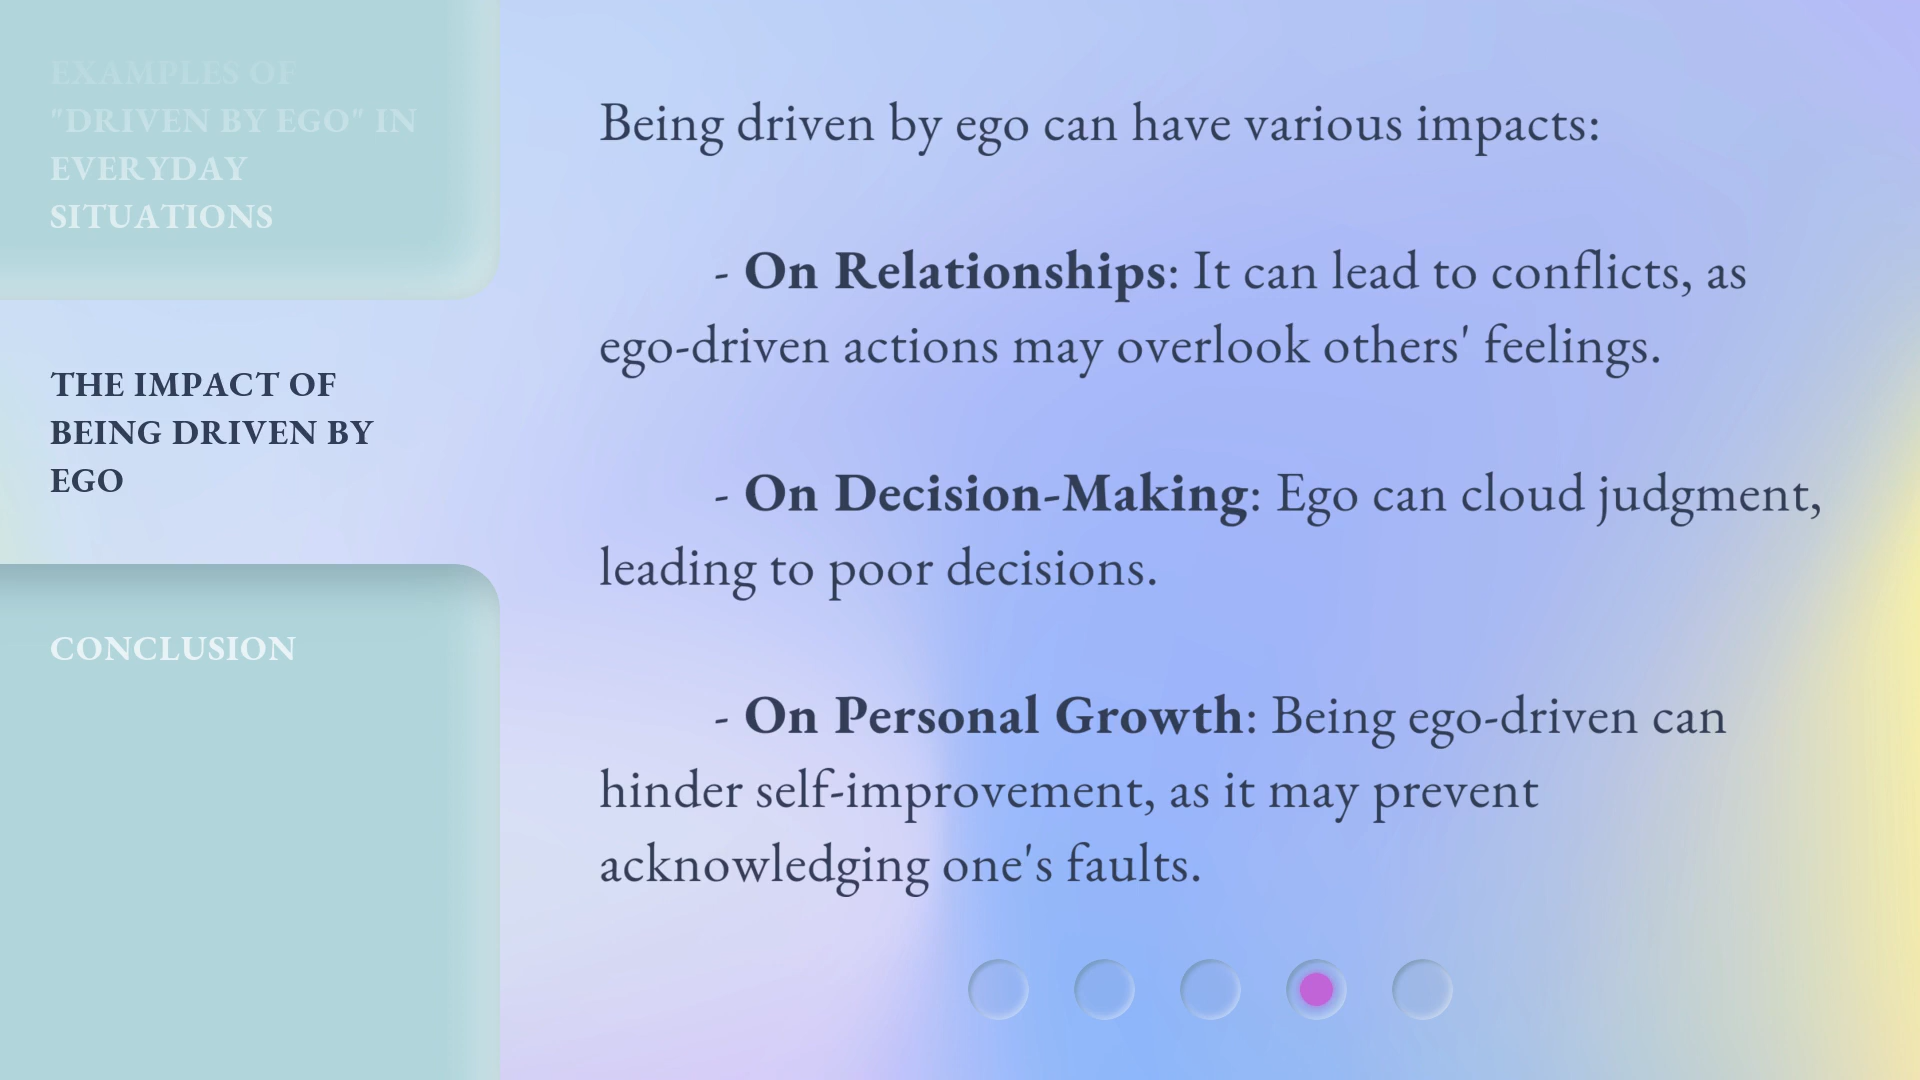 EXAMPLES OF
"DRIVEN BY EGO" IN
EVERYDAY
SITUATIONS
THE IMPACT OF
BEING DRIVEN BY
EGO
CONCLUSION
Being driven by ego can have various impacts:
- On Relationships: It can lead to conflicts, as
ego-driven actions may overlook others' feelings.
- On Decision-Making: Ego can cloud judgment,
leading to poor decisions.
- On Personal Growth: Being ego-driven can
hinder self-improvement, as it may prevent
acknowledging one's faults.